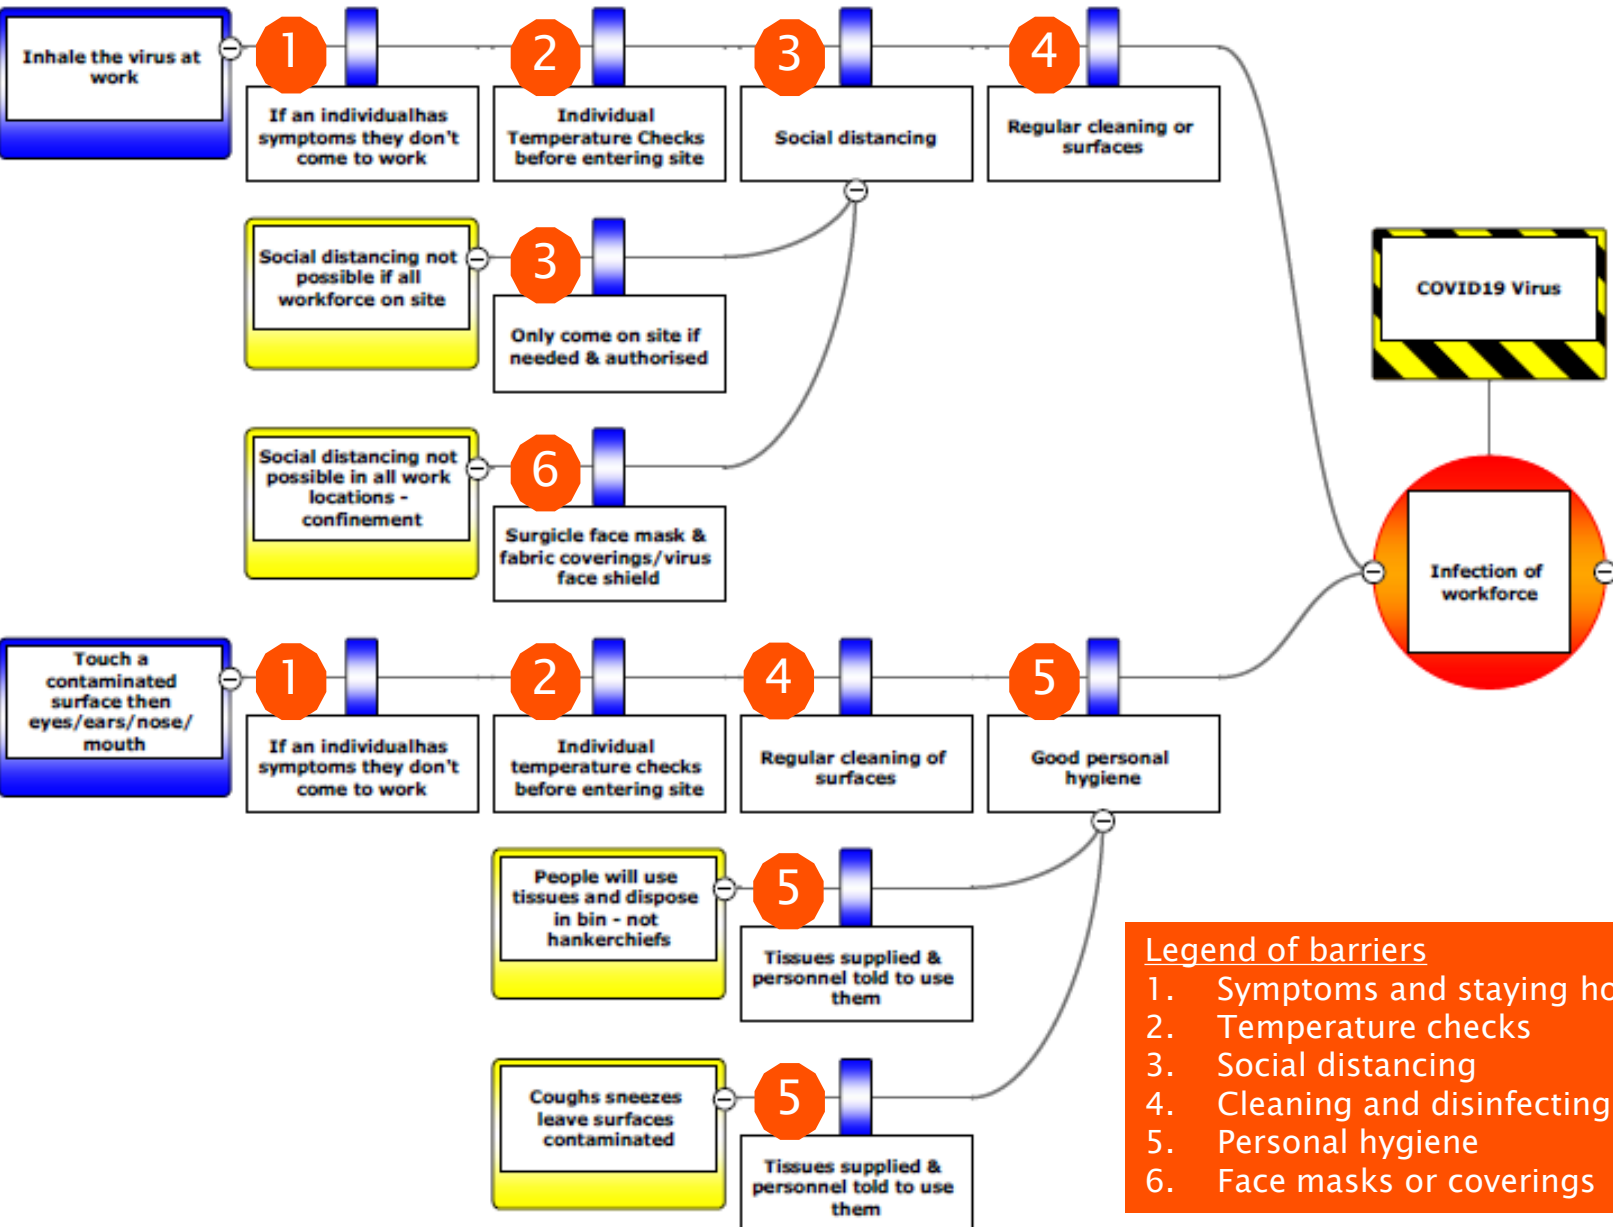 1
2
3
4
Inhale the virus at
work
If an individualhas
symptoms they don't
come to work
Individual
Temperature Checks
before entering site
Social distancing
Regular cleaning or
surfaces
Social distancing not
possible if all
workforce on site
3
Only come on site if
needed & authorised
COVID19 Virus
Social distancing not
possible in all work
locations -
confinement
6
Surgicle face mask &
fabric coverings/virus
face shield
Infection of
workforce
Touch a
contaminated
surface then
eyes/ears/nose/
mouth
1
2
4
5
If an individualhas
symptoms they don't
come to work
Individual
temperature checks
before entering site
Regular cleaning of
surfaces
Good personal
hygiene
People will use
tissues and dispose
in bin - not
hankerchiefs
5
Tissues supplied &
personnel told to use
them
Coughs sneezes
leave surfaces
contaminated
5
Tissues supplied &
personnel told to use
them
Legend of barriers
1. Symptoms and staying ho
2. Temperature checks
3. Social distancing
4. Cleaning and disinfecting
5. Personal hygiene
6. Face masks or coverings